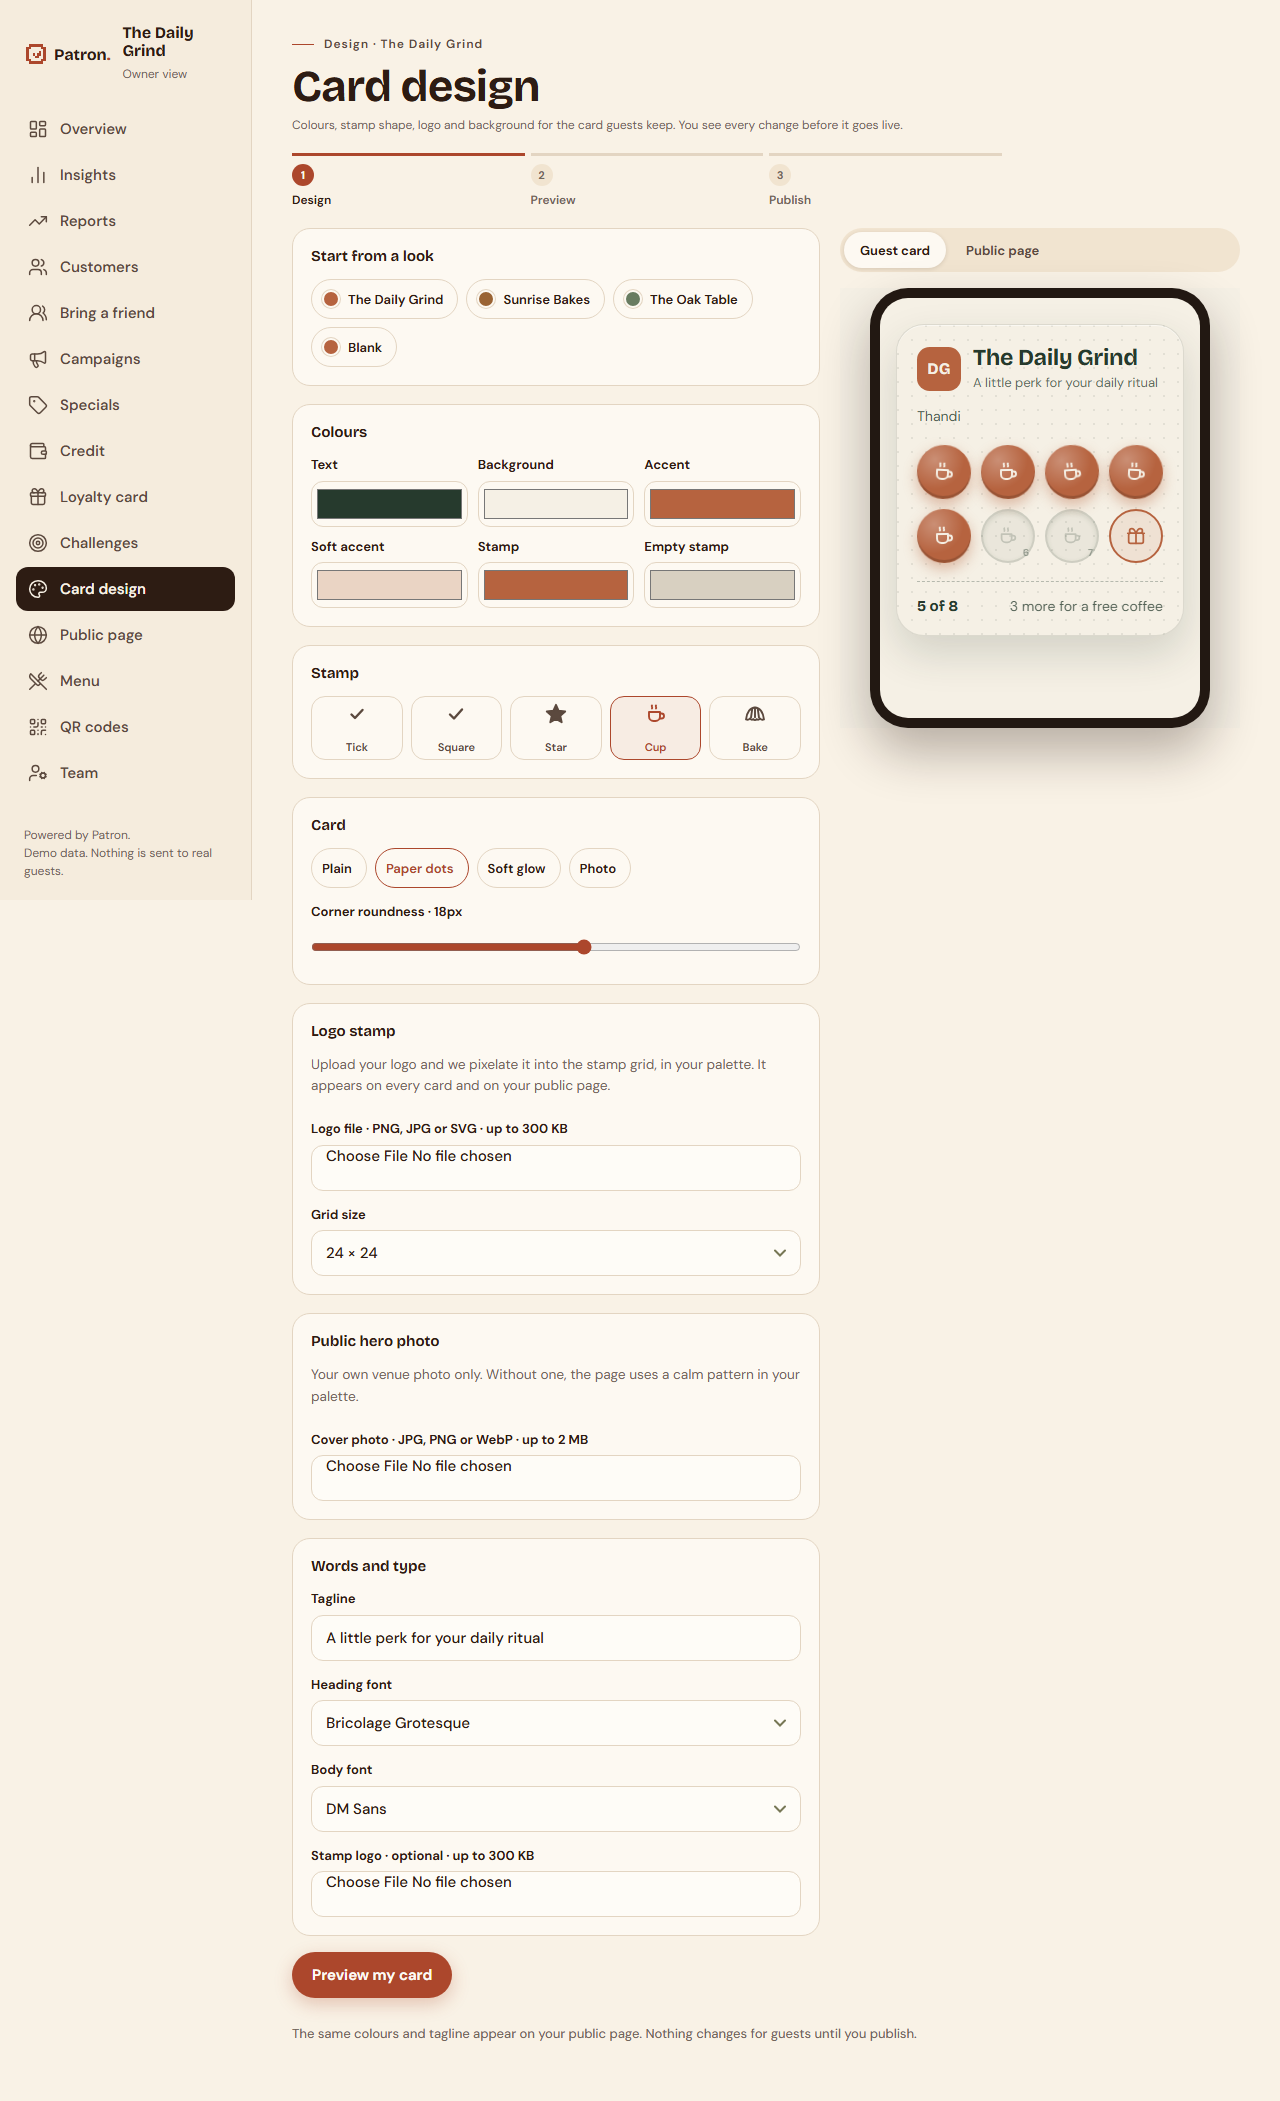 Patron.
The Daily
Grind
Owner view
Overview
Insights
Reports
Customers
Bring a friend
Campaigns
Specials
Credit
Loyalty card
Challenges
Card design
Public page
Menu
QR codes
Team
Powered by Patron.
Demo data. Nothing is sent to real
guests.
Design · The Daily Grind
Card design
Colours, stamp shape, logo and background for the card guests keep. You see every change before it goes live.
1
Design
2
Preview
3
Publish
Start from a look
The Daily Grind
Sunrise Bakes
The Oak Table
Blank
Colours
Text
Background
Accent
Soft accent
Stamp
Empty stamp
Stamp
Tick
Square
Star
Cup
Bake
Card
Plain
Paper dots
Soft glow
Photo
Corner roundness · 18px
Logo stamp
Upload your logo and we pixelate it into the stamp grid, in your palette. It
appears on every card and on your public page.
Logo file · PNG, JPG or SVG · up to 300 KB
Choose File No file chosen
Grid size
24 × 24
Public hero photo
Your own venue photo only. Without one, the page uses a calm pattern in your
palette.
Cover photo · JPG, PNG or WebP · up to 2 MB
Choose File No file chosen
Words and type
Tagline
A little perk for your daily ritual
Heading font
Bricolage Grotesque
Body font
DM Sans
Stamp logo · optional · up to 300 KB
Choose File No file chosen
Preview my card
The same colours and tagline appear on your public page. Nothing changes for guests until you publish.
Guest card
Public page
DG
The Daily Grind
A little perk for your daily ritual
Thandi
6
7
5 of 8
3 more for a free coffee